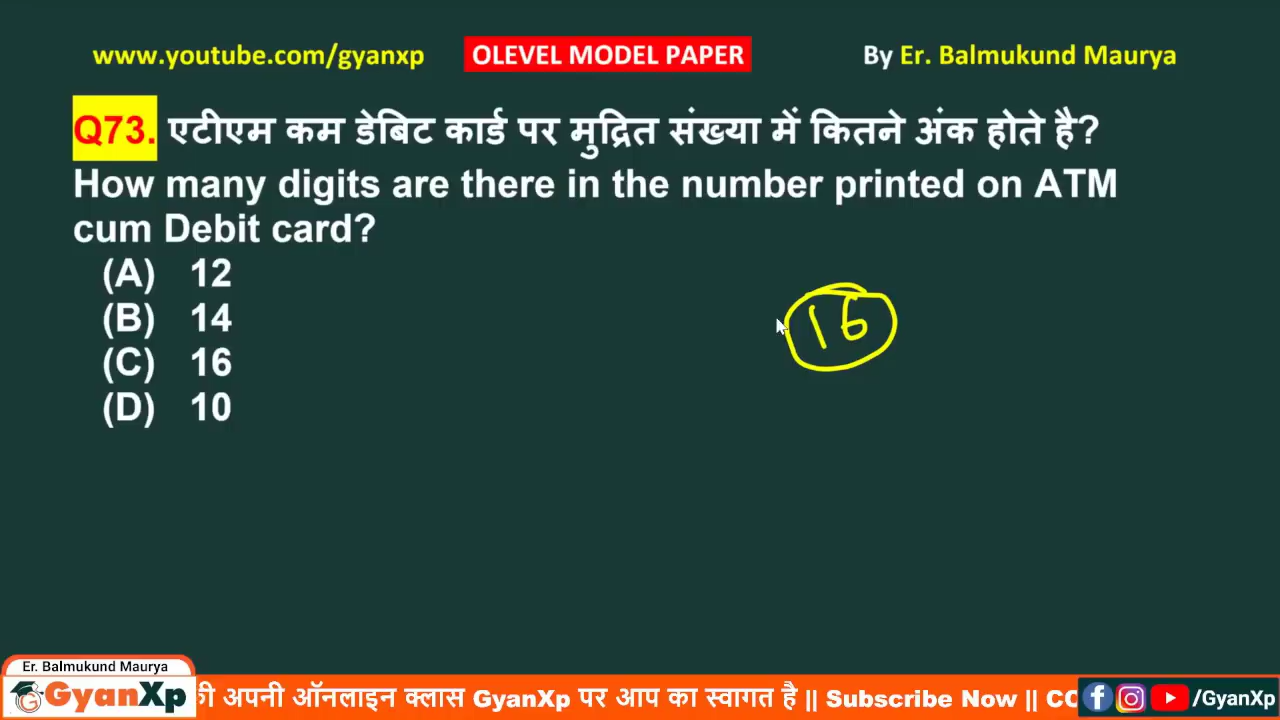 www.youtube.com/gyanxp OLEVEL MODEL PAPER By Er. Balmukund Maurya
Q73. एटीएम कम डेबिट कार्ड पर मुद्रित संख्या में कितने अंक होते है?
How many digits are there in the number printed on ATM
cum Debit card?
(A) 12
(B) 14
(C) 16
(D) 10
16
Er. Balmukund Maurya
GyanXp
की अपनी ऑनलाइन क्लास GyanXp पर आप का स्वागत है || Subscribe Now || CO
/GyanXp